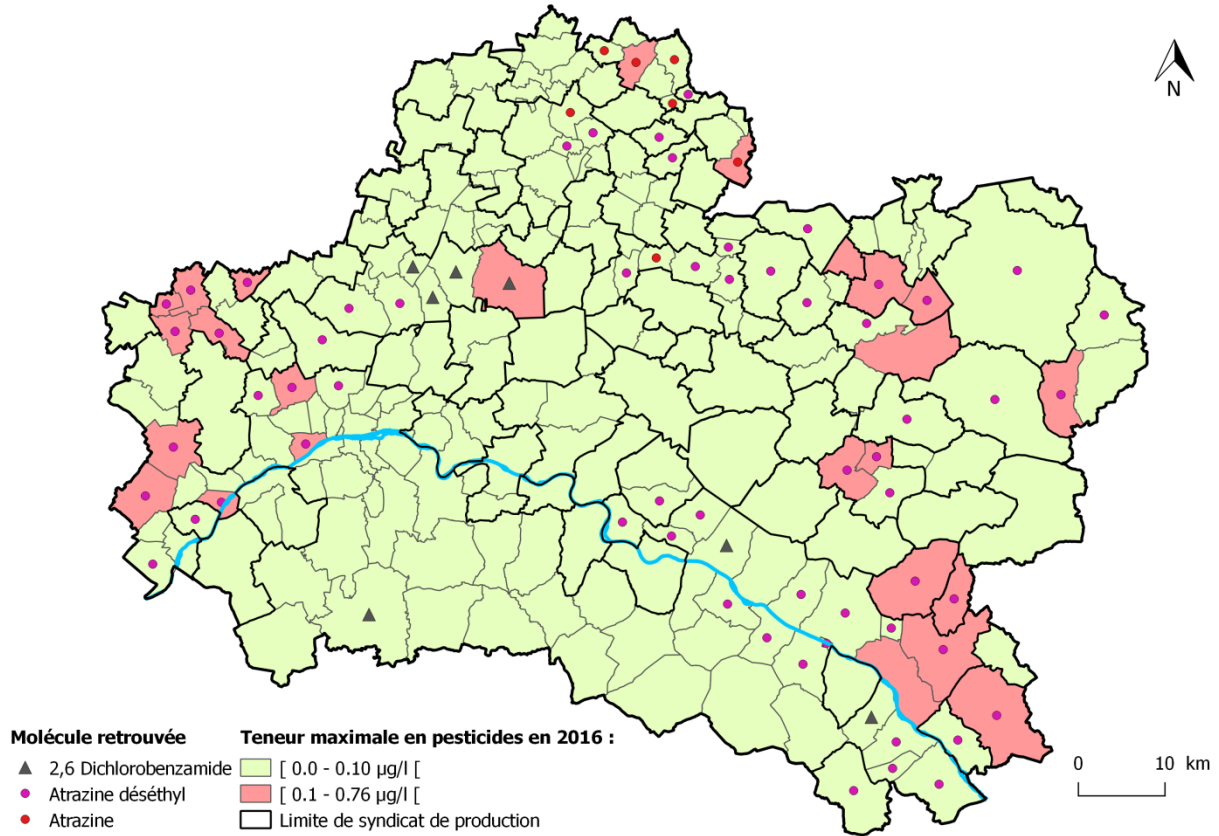 N
Molécule retrouvée
2,6 Dichlorobenzamide
Atrazine déséthyl
Atrazine
Teneur maximale en pesticides en 2016 :
[ 0.0 - 0.10 µg/l [
[ 0.1 - 0.76 µg/l [
Limite de syndicat de production
0 10 km